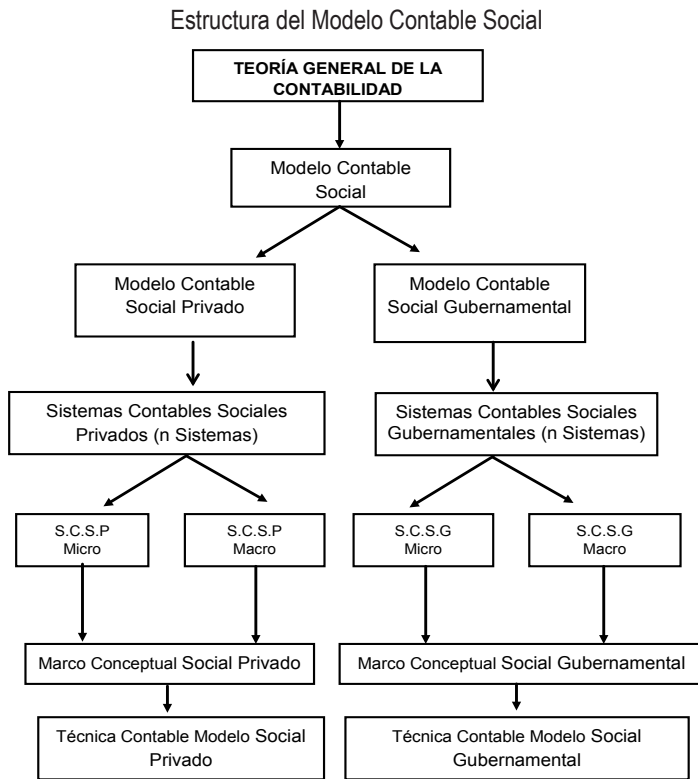 Estructura del Modelo Contable Social
TEORÍA GENERAL DE LA
CONTABILIDAD
Modelo Contable
Social
Modelo Contable
Social Privado
Modelo Contable
Social Gubernamental
Sistemas Contables Sociales
Privados (n Sistemas)
Sistemas Contables Sociales
Gubernamentales (n Sistemas)
S.C.S.P
Micro
S.C.S.P
Macro
S.C.S.G
Micro
S.C.S.G
Macro
Marco Conceptual Social Privado
Marco Conceptual Social Gubernamental
Técnica Contable Modelo Social
Privado
Técnica Contable Modelo Social
Gubernamental